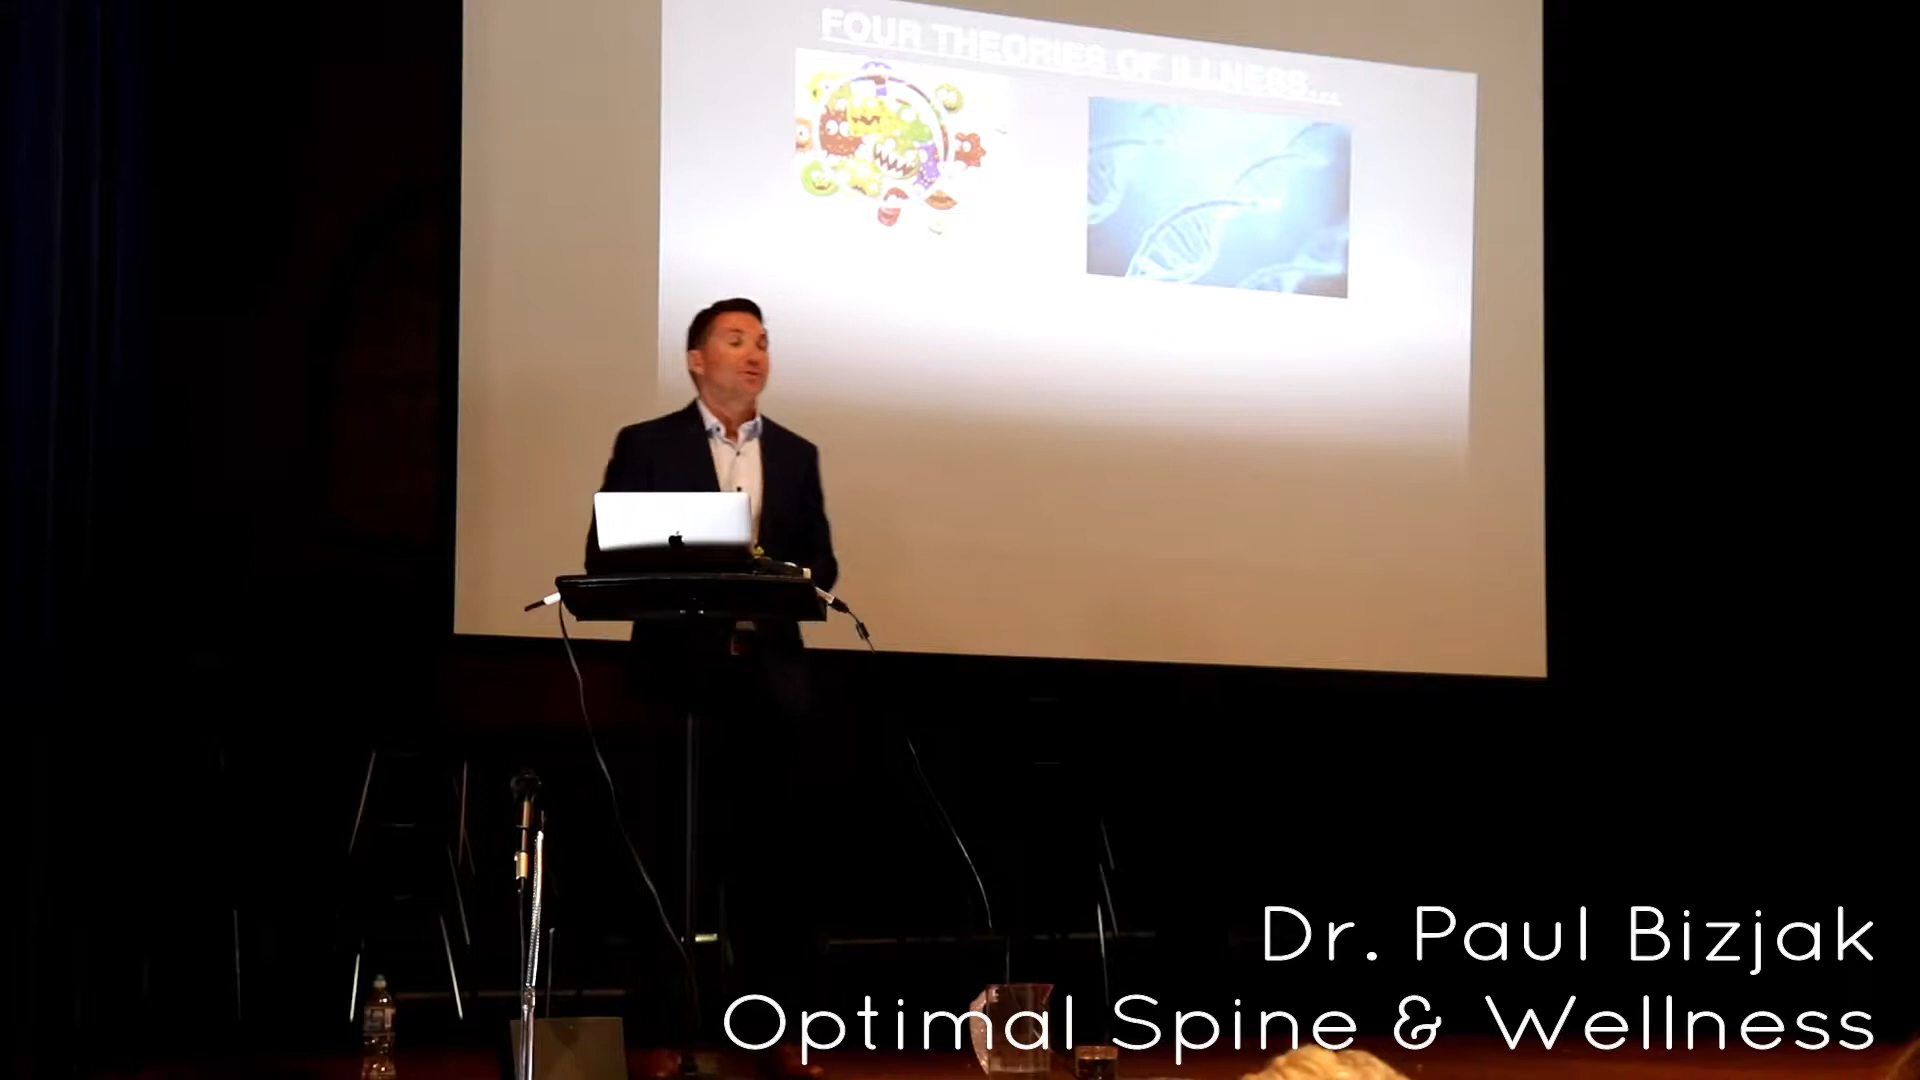 FOUR THEORIES OF ILLNESS...
Dr. Paul Bizjak
Optimal Spine & Wellness